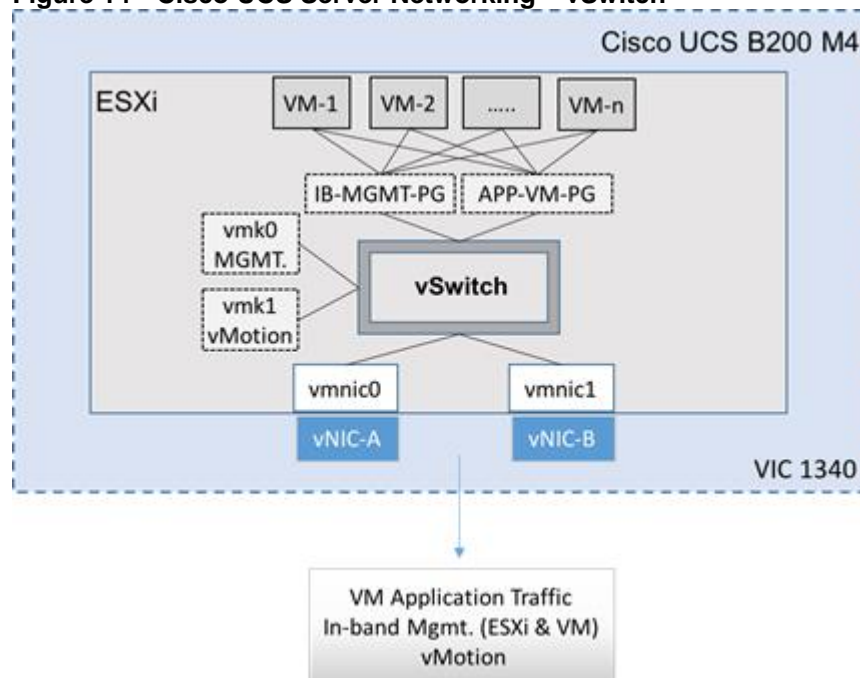 Cisco UCS B200 M4
ESXi
VM-1
VM-2
.....
VM-n
IB-MGMT-PG
APP-VM-PG
vmk0
MGMT.
vmk1
vMotion
vSwitch
vmnic0
vmnic1
vNIC-A
vNIC-B
VIC 1340
VM Application Traffic
In-band Mgmt. (ESXi & VM)
vMotion